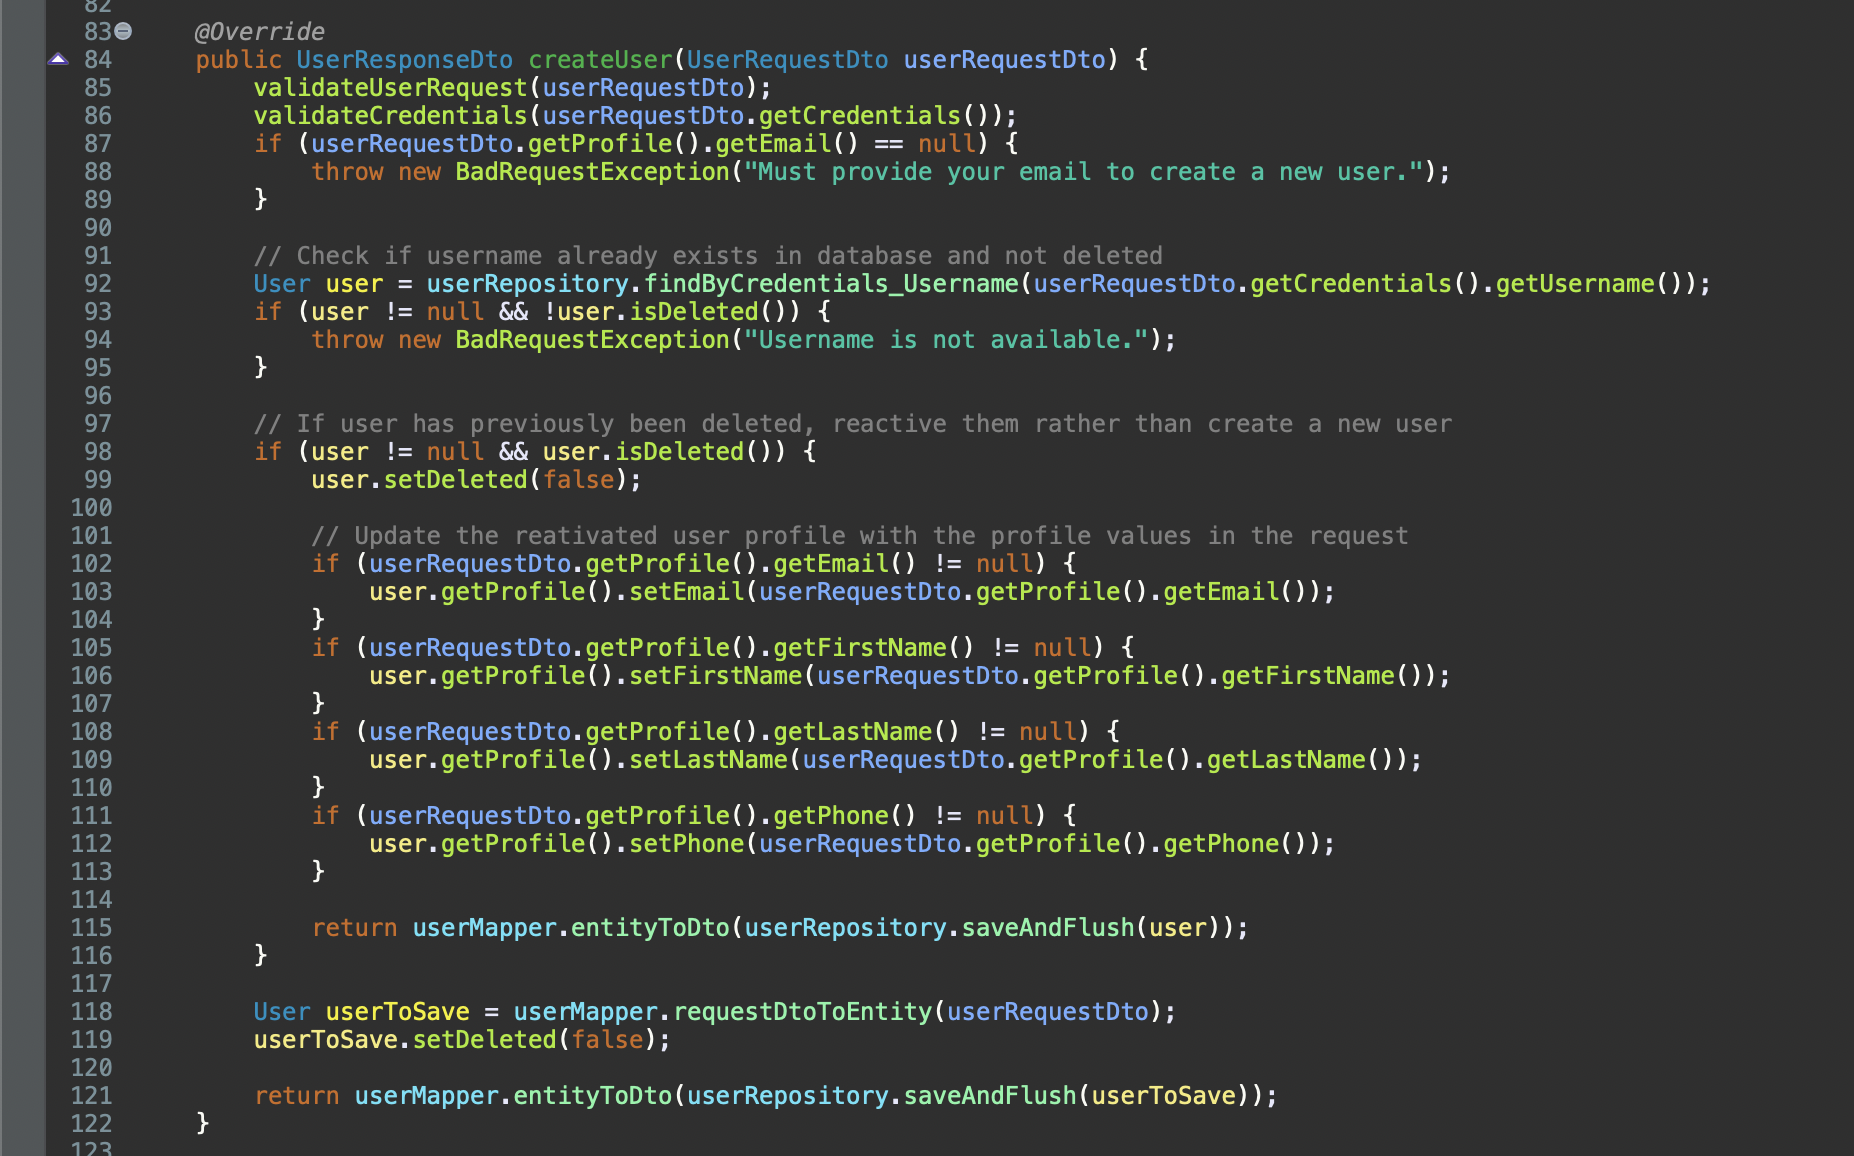 82
83 @Override
84 public UserResponseDto createUser(UserRequestDto userRequestDto) {
85 validateUserRequest(userRequestDto);
86 validateCredentials(userRequestDto.getCredentials());
87 if (userRequestDto.getProfile().getEmail() == null) {
88 throw new BadRequestException("Must provide your email to create a new user.");
89 }
90
91 // Check if username already exists in database and not deleted
92 User user = userRepository.findByCredentials_Username(userRequestDto.getCredentials().getUsername());
93 if (user != null && !user.isDeleted()) {
94 throw new BadRequestException("Username is not available.");
95 }
96
97 // If user has previously been deleted, reactive them rather than create a new user
98 if (user != null && user.isDeleted()) {
99 user.setDeleted(false);
100
101 // Update the reativated user profile with the profile values in the request
102 if (userRequestDto.getProfile().getEmail() != null) {
103 user.getProfile().setEmail(userRequestDto.getProfile().getEmail());
104 }
105 if (userRequestDto.getProfile().getFirstName() != null) {
106 user.getProfile().setFirstName(userRequestDto.getProfile().getFirstName());
107 }
108 if (userRequestDto.getProfile().getLastName() != null) {
109 user.getProfile().setLastName(userRequestDto.getProfile().getLastName());
110 }
111 if (userRequestDto.getProfile().getPhone() != null) {
112 user.getProfile().setPhone(userRequestDto.getProfile().getPhone());
113 }
114
115 return userMapper.entityToDto(userRepository.saveAndFlush(user));
116 }
117
118 User userToSave = userMapper.requestDtoToEntity(userRequestDto);
119 userToSave.setDeleted(false);
120
121 return userMapper.entityToDto(userRepository.saveAndFlush(userToSave));
122 }
123